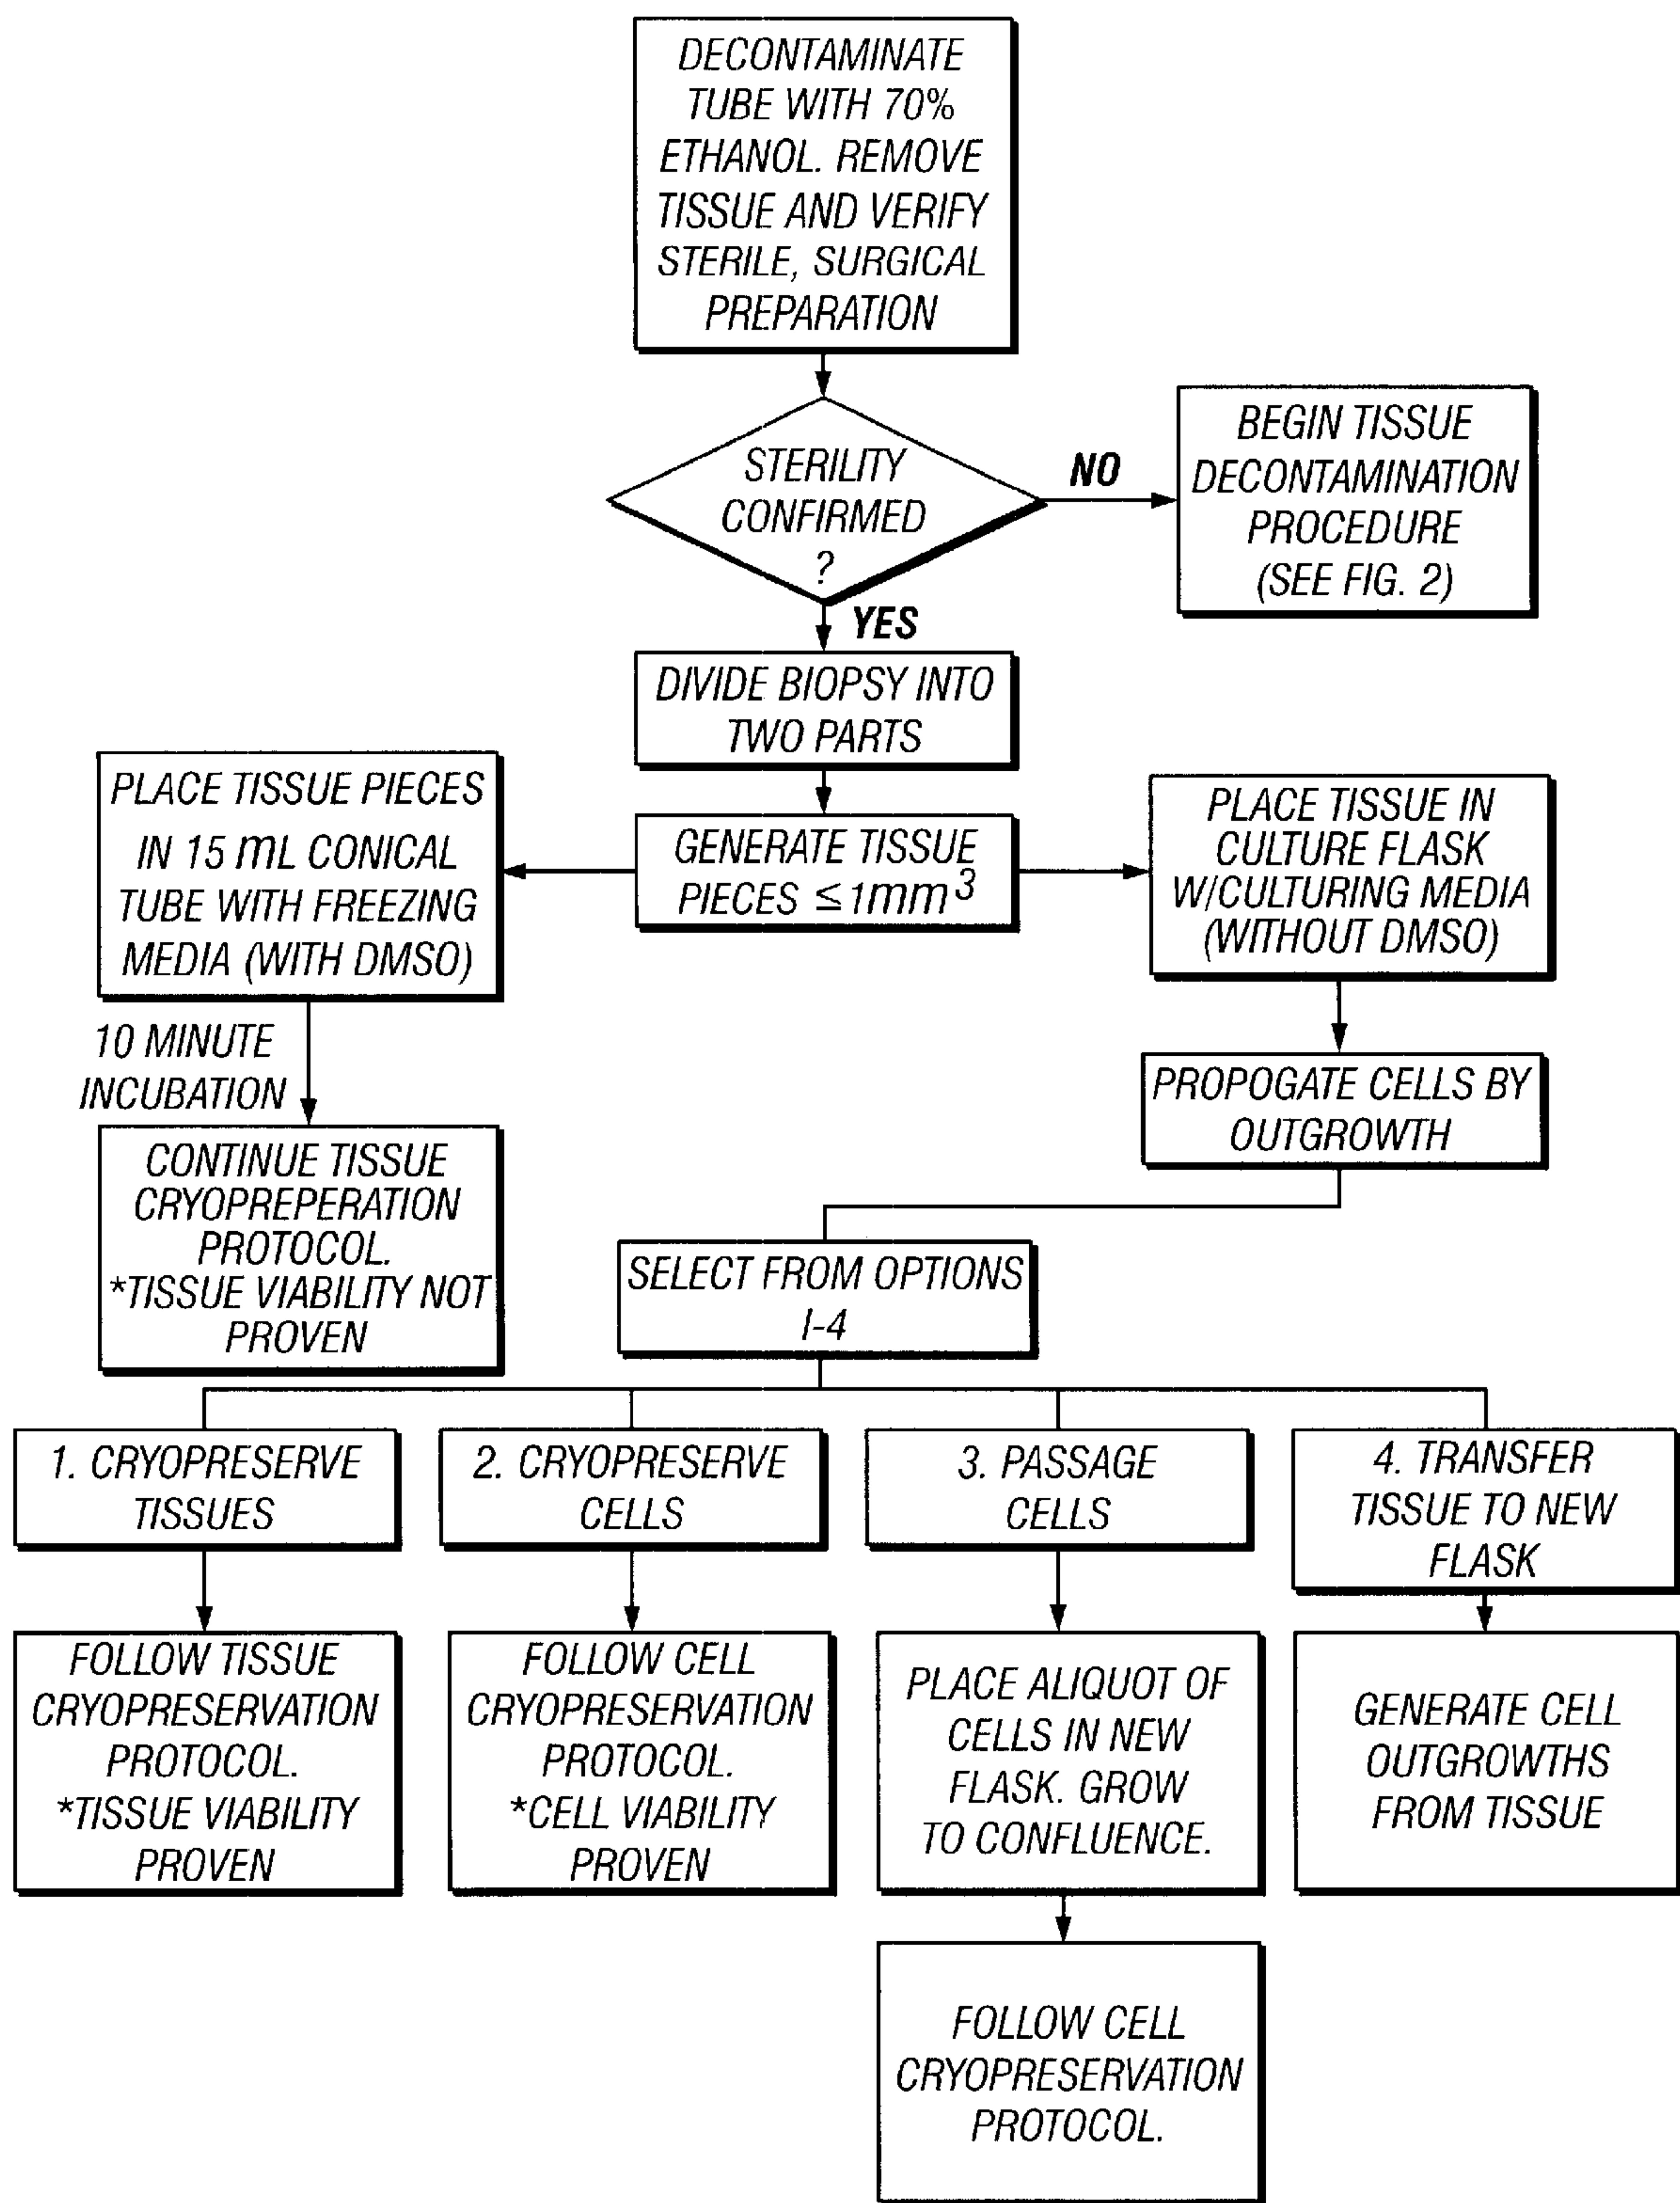 DECONTAMINATE
TUBE WITH 70%
ETHANOL. REMOVE
TISSUE AND VERIFY
STERILE, SURGICAL
PREPARATION
STERILITY
CONFIRMED
?
NO
BEGIN TISSUE
DECONTAMINATION
PROCEDURE
(SEE FIG. 2)
YES
DIVIDE BIOPSY INTO
TWO PARTS
GENERATE TISSUE
PIECES ≤ 1mm³
PLACE TISSUE PIECES
IN 15 mL CONICAL
TUBE WITH FREEZING
MEDIA (WITH DMSO)
PLACE TISSUE IN
CULTURE FLASK
W/CULTURING MEDIA
(WITHOUT DMSO)
10 MINUTE
INCUBATION
CONTINUE TISSUE
CRYOPREPERATION
PROTOCOL.
*TISSUE VIABILITY NOT
PROVEN
PROPOGATE CELLS BY
OUTGROWTH
SELECT FROM OPTIONS
1-4
1. CRYOPRESERVE
TISSUES
2. CRYOPRESERVE
CELLS
3. PASSAGE
CELLS
4. TRANSFER
TISSUE TO NEW
FLASK
FOLLOW TISSUE
CRYOPRESERVATION
PROTOCOL.
*TISSUE VIABILITY
PROVEN
FOLLOW CELL
CRYOPRESERVATION
PROTOCOL.
*CELL VIABILITY
PROVEN
PLACE ALIQUOT OF
CELLS IN NEW
FLASK. GROW
TO CONFLUENCE.
GENERATE CELL
OUTGROWTHS
FROM TISSUE
FOLLOW CELL
CRYOPRESERVATION
PROTOCOL.